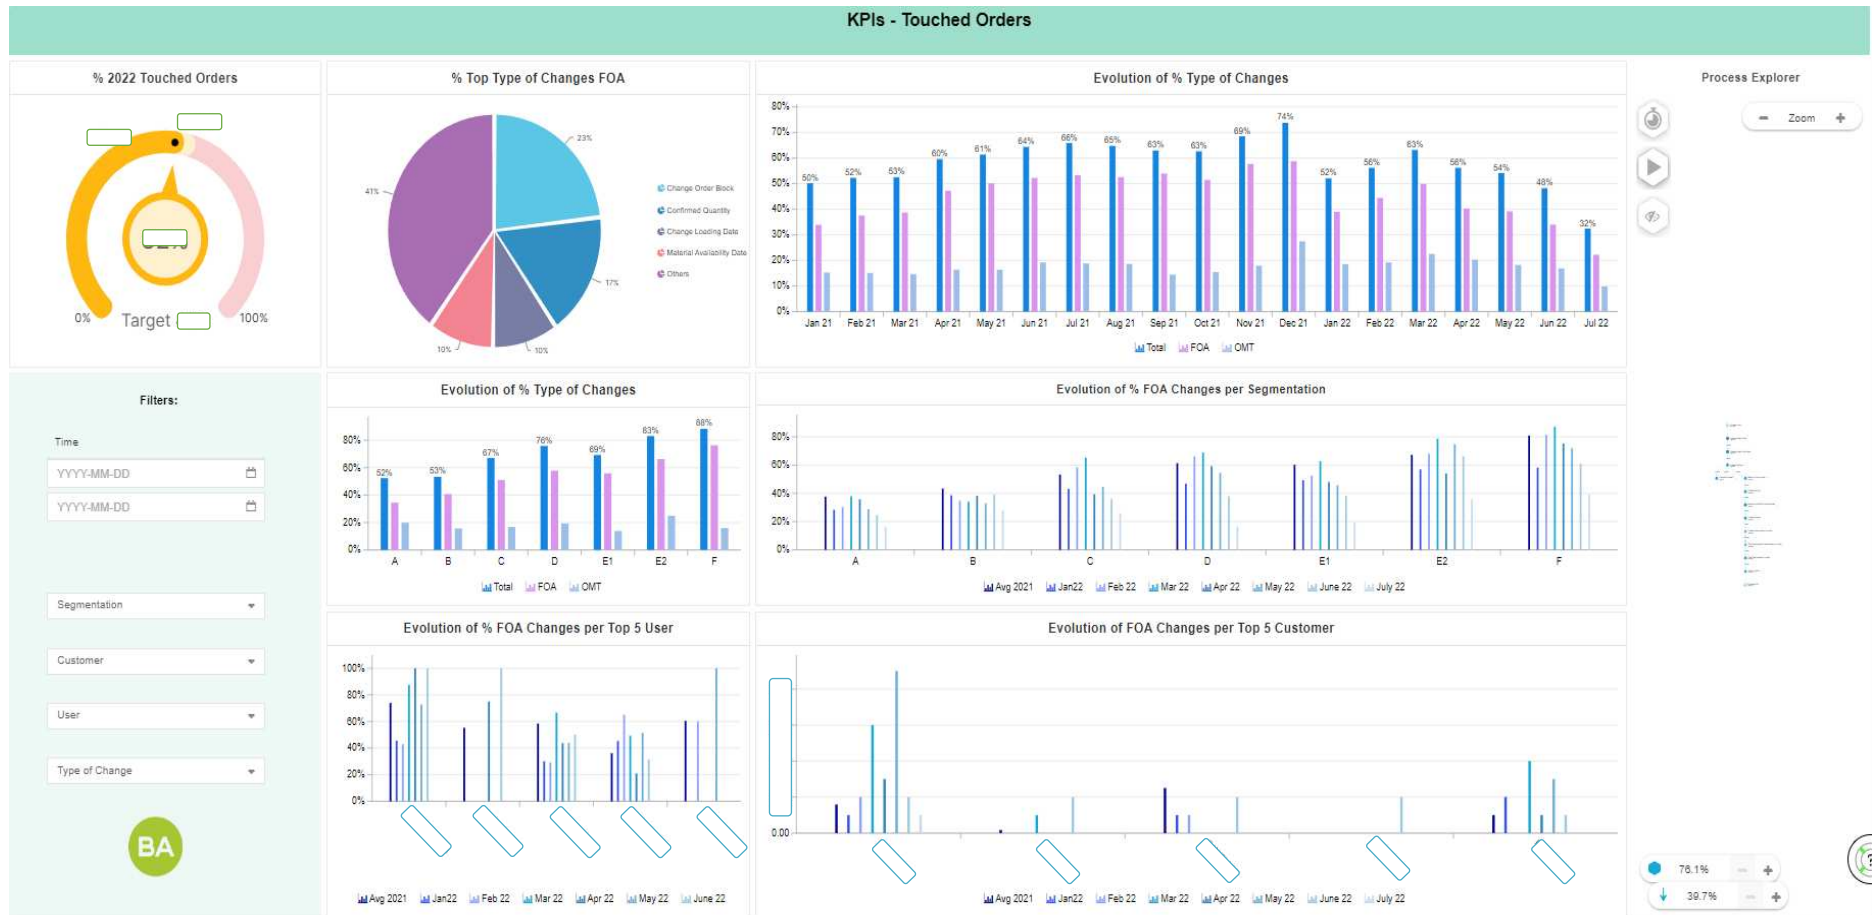 KPIs - Touched Orders
% 2022 Touched Orders
0%
Target
100%
% Top Type of Changes FOA
23%
41%
17%
10%
10%
Change Order Block
Confirmed Quantity
Change Loading Date
Material Availability Date
Others
Evolution of % Type of Changes
80%
70%
60%
50%
40%
30%
20%
10%
0%
50% 52% 53% 60% 61% 64% 66% 65% 63% 63% 69% 74% 52% 56% 63% 56% 54% 48% 32%
Jan 21 Feb 21 Mar 21 Apr 21 May 21 Jun 21 Jul 21 Aug 21 Sep 21 Oct 21 Nov 21 Dec 21 Jan 22 Feb 22 Mar 22 Apr 22 May 22 Jun 22 Jul 22
Total FOA OMT
Process Explorer
Zoom
Filters:
Time
YYYY-MM-DD
YYYY-MM-DD
Segmentation
Customer
User
Type of Change
BA
Evolution of % Type of Changes
80%
60%
40%
20%
0%
52% 53% 67% 76% 69% 83% 88%
A B C D E1 E2 F
Total FOA OMT
Evolution of % FOA Changes per Segmentation
80%
60%
40%
20%
0%
A B C D E1 E2 F
Avg 2021 Jan22 Feb 22 Mar 22 Apr 22 May 22 June 22 July 22
Evolution of % FOA Changes per Top 5 User
100%
80%
60%
40%
20%
0%
Avg 2021 Jan22 Feb 22 Mar 22 Apr 22 May 22 June 22
Evolution of FOA Changes per Top 5 Customer
0.00
Avg 2021 Jan22 Feb 22 Mar 22 Apr 22 May 22 June 22 July 22
76.1%
39.7%
?